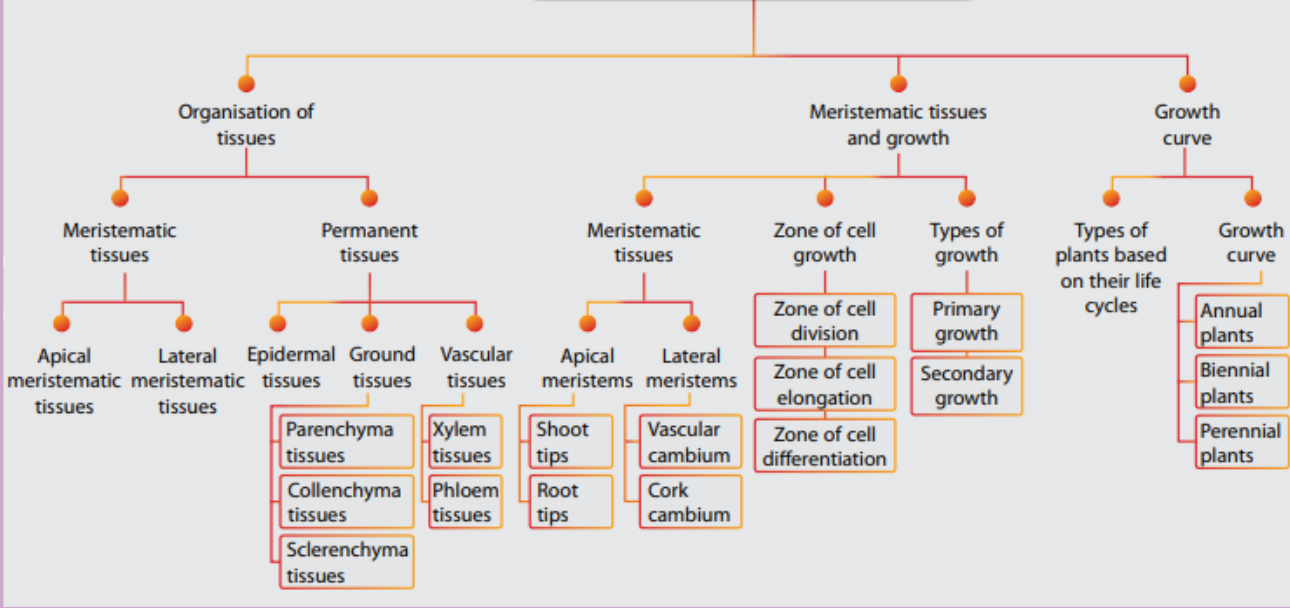 Organisation of
tissues
Meristematic tissues
and growth
Growth
curve
Meristematic
tissues
Permanent
tissues
Meristematic
tissues
Zone of cell
growth
Types of
growth
Types of
plants based
on their life
cycles
Growth
curve
Apical
meristematic
tissues
Lateral
meristematic
tissues
Epidermal
tissues
Ground
tissues
Parenchyma
tissues
Collenchyma
tissues
Sclerenchyma
tissues
Vascular
tissues
Xylem
tissues
Phloem
tissues
Apical
meristems
Shoot
tips
Root
tips
Lateral
meristems
Vascular
cambium
Cork
cambium
Zone of cell
division
Zone of cell
elongation
Zone of cell
differentiation
Primary
growth
Secondary
growth
Annual
plants
Biennial
plants
Perennial
plants